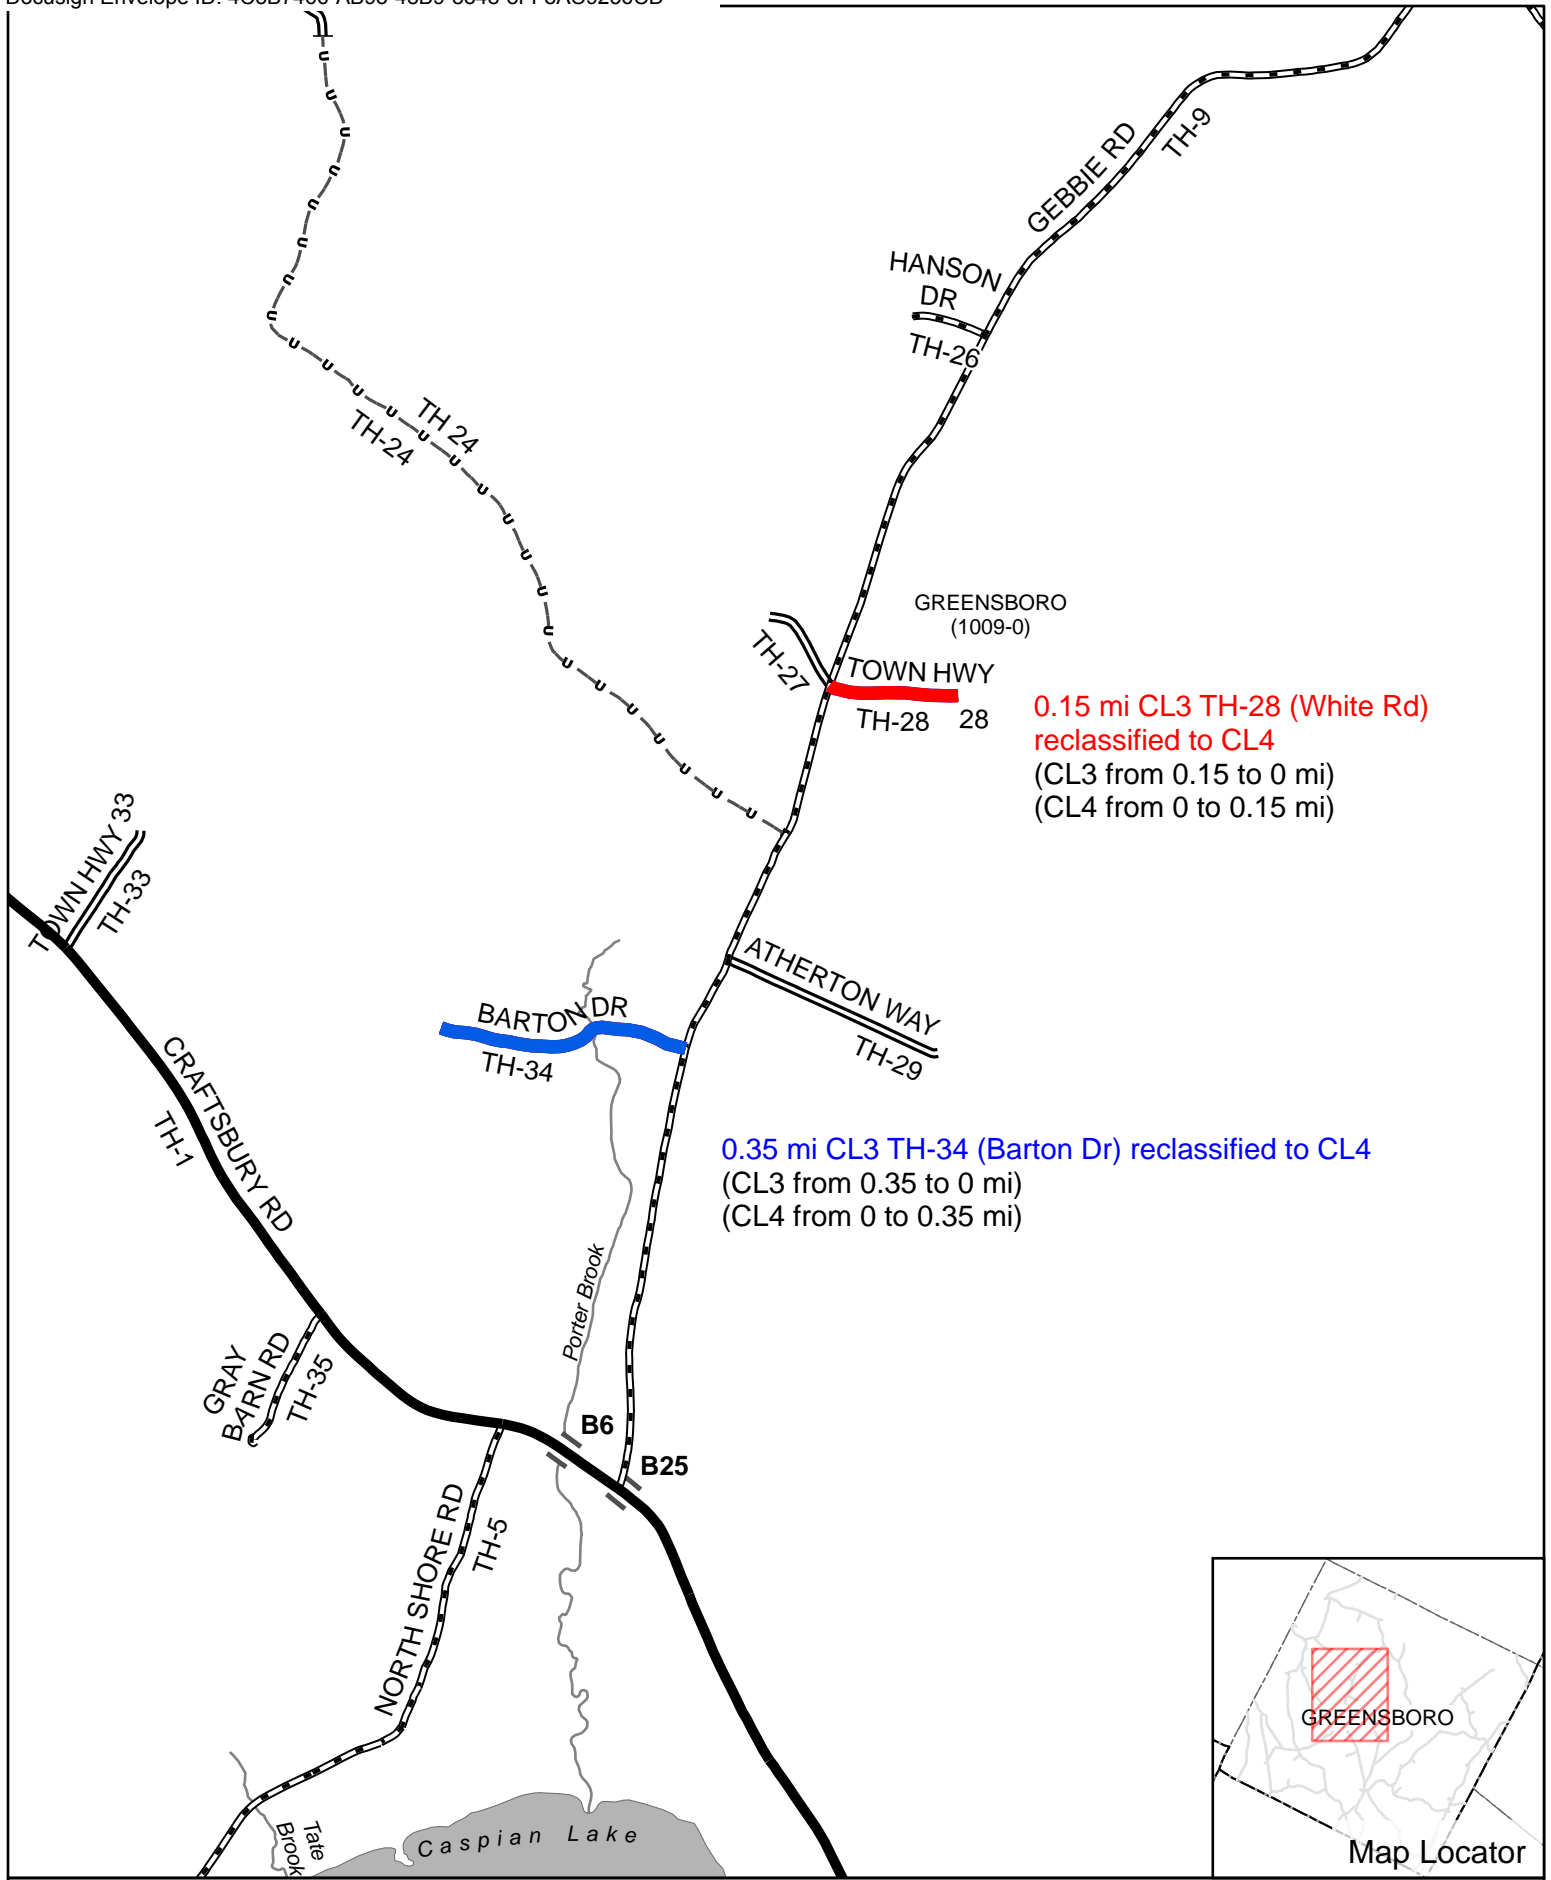 GEBBIE RD
TH-9
HANSON
DR
TH-26
TH 24
TH-24
GREENSBORO
(1009-0)
TH-27
TOWN HWY
28
TH-28
0.15 mi CL3 TH-28 (White Rd)
reclassified to CL4
(CL3 from 0.15 to 0 mi)
(CL4 from 0 to 0.15 mi)
TOWN HWY 33
TH-33
ATHERTON WAY
TH-29
BARTON DR
TH-34
CRAFTSBURY RD
TH-1
0.35 mi CL3 TH-34 (Barton Dr) reclassified to CL4
(CL3 from 0.35 to 0 mi)
(CL4 from 0 to 0.35 mi)
Porter Brook
GRAY
BARN RD
TH-35
B6
B25
NORTH SHORE RD
TH-5
Tate
Brook
Caspian Lake
GREENSBORO
Map Locator